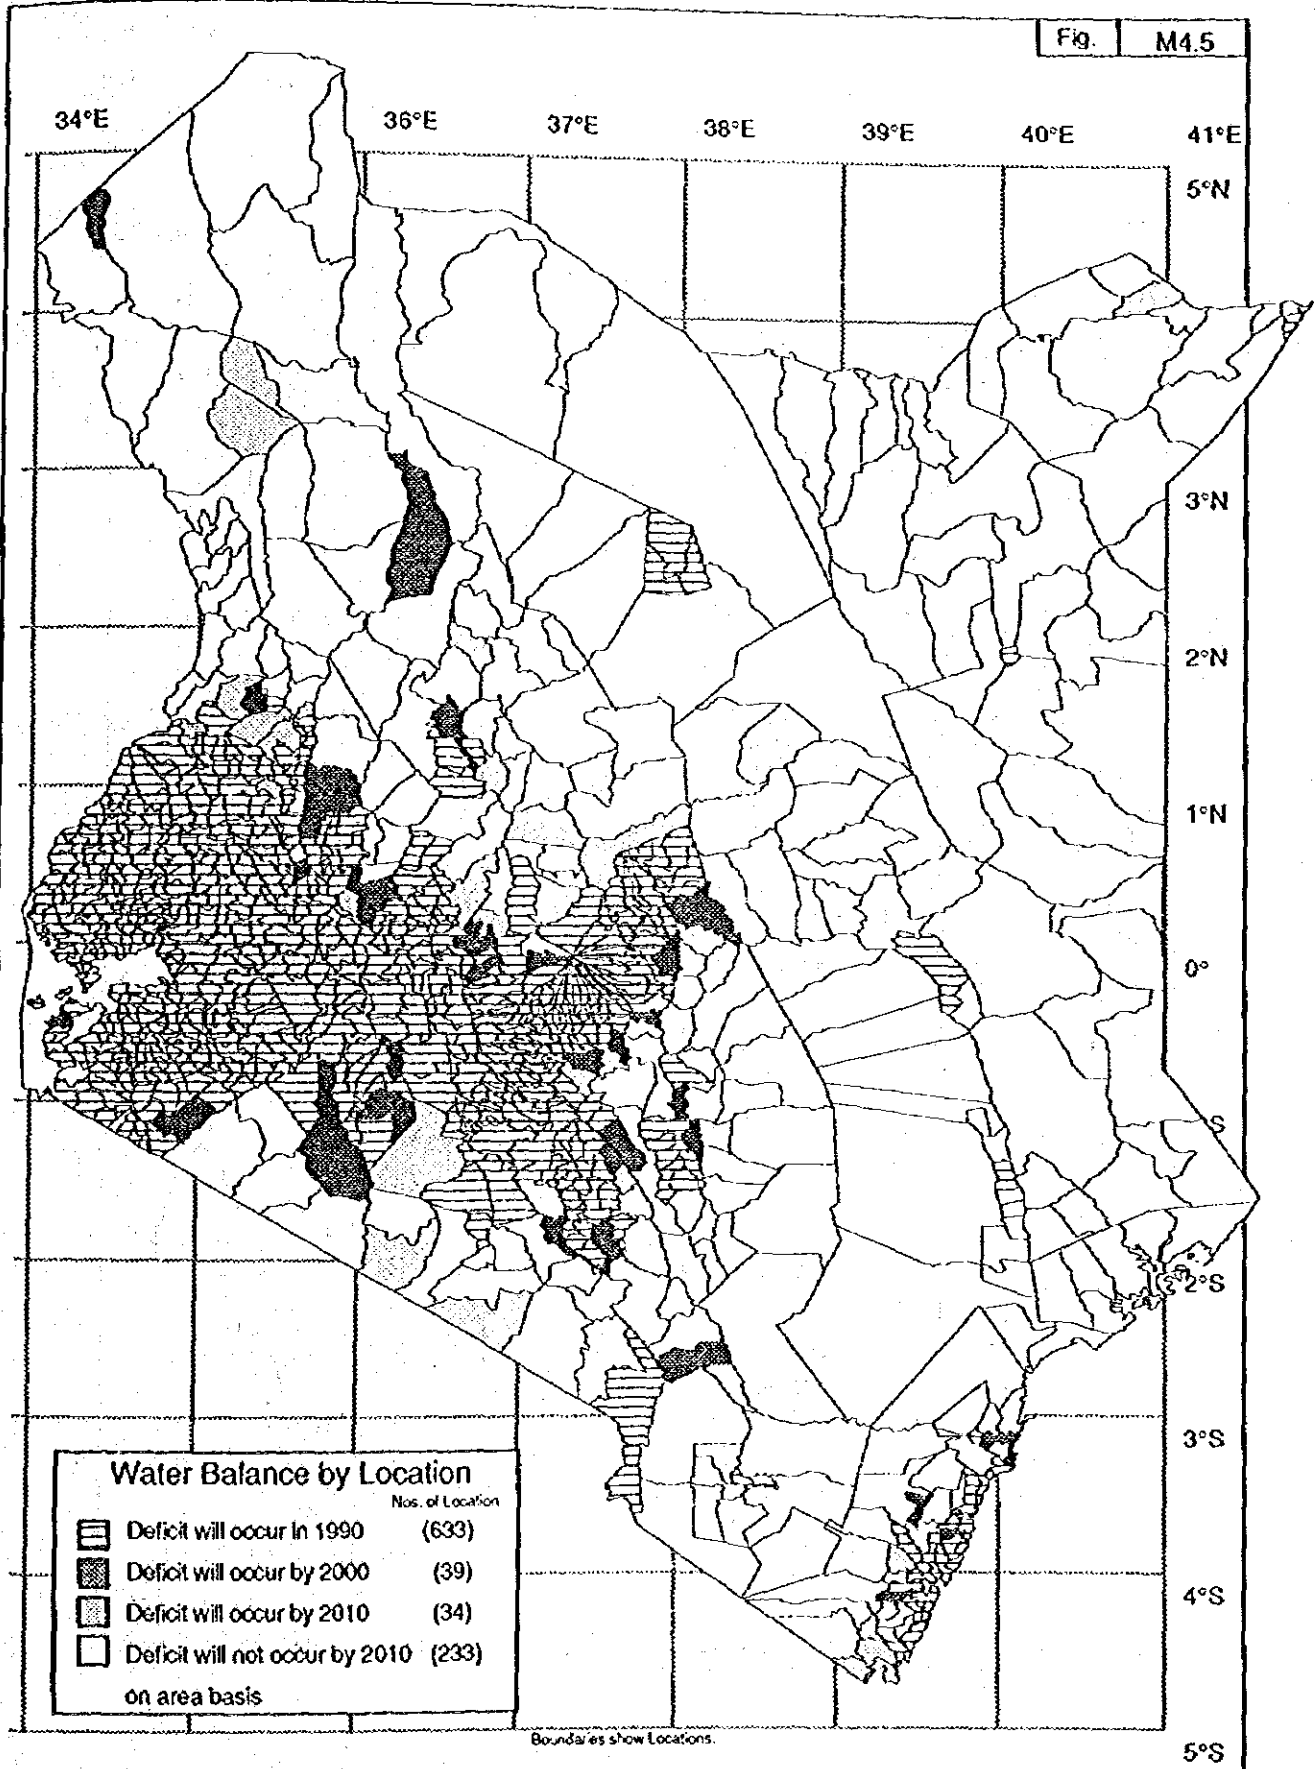 Fig. M4.5
34°E 36°E 37°E 38°E 39°E 40°E 41°E
5°N
3°N
2°N
1°N
0°
S
2°S
3°S
4°S
5°S
Water Balance by Location
Nos. of Location
Deficit will occur in 1990 (633)
Deficit will occur by 2000 (39)
Deficit will occur by 2010 (34)
Deficit will not occur by 2010 (233)
on area basis
Boundaries show Locations.